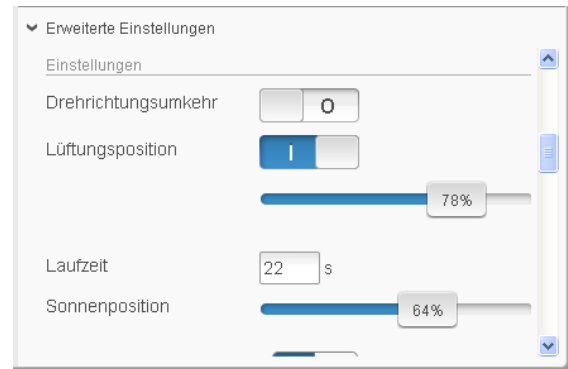 Erweiterte Einstellungen
Einstellungen
Drehrichtungsumkehr O
Lüftungsposition I
78%
Laufzeit 22 s
Sonnenposition 64%